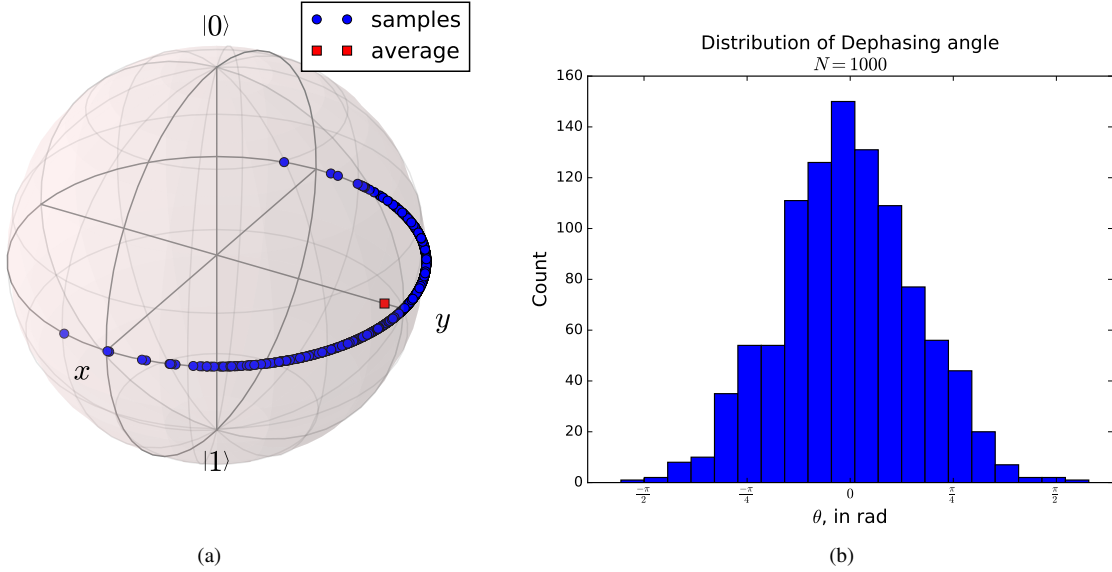 |0⟩
samples
average
x
y
|1⟩
(a)
Distribution of Dephasing angle
N = 1000
Count
160
140
120
100
80
60
40
20
0
-π/2
-π/4
0
π/4
π/2
θ, in rad
(b)